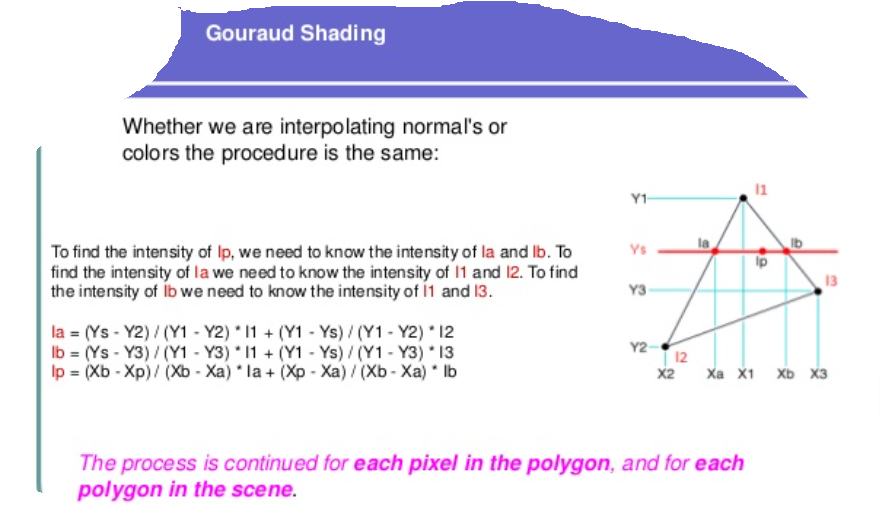 Gouraud Shading
Whether we are interpolating normal's or
colors the procedure is the same:
To find the intensity of Ip, we need to know the intensity of Ia and Ib. To
find the intensity of Ia we need to know the intensity of I1 and I2. To find
the intensity of Ib we need to know the intensity of I1 and I3.
Ia = (Ys - Y2) / (Y1 - Y2) * I1 + (Y1 - Ys) / (Y1 - Y2) * I2
Ib = (Ys - Y3) / (Y1 - Y3) * I1 + (Y1 - Ys) / (Y1 - Y3) * I3
Ip = (Xb - Xp) / (Xb - Xa) * Ia + (Xp - Xa) / (Xb - Xa) * Ib
I1
Y1
Ys Ia Ib
Ip
I3
Y3
Y2
I2
X2 Xa X1 Xb X3
The process is continued for each pixel in the polygon, and for each
polygon in the scene.